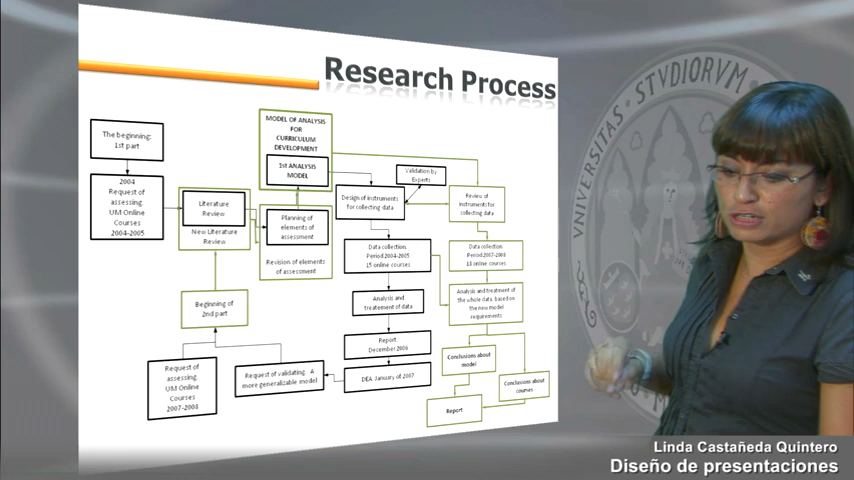 Research Process
The beginning:
1st part
2004
Request of
assessing
UM Online
Courses
2004-2005
Literature
Review
New Literature
Review
Beginning of
2nd part
Request of
assessing
UM Online
Courses
2007-2008
Request of validating. A
more generalizable model
MODEL OF ANALYSIS
FOR
CURRICULUM
DEVELOPMENT
1st ANALYSIS
MODEL
Planning of
elements of
assessment
Revision of elements
of assessment
Validation by
Experts
Design of instruments
for collecting data
Data collection.
Period 2004-2005
15 online courses
Analysis and
treatement of data
Report.
December 2006
DEA. January of 2007
Review of
instruments for
collecting data
Data collection.
Period 2007-2008
13 online courses
Analysis and treatment of
the whole data, based on
the new model
requirements
Conclusions about
model
Conclusions about
courses
Report
VNIVERSITAS STVDIORVM
Linda Castañeda Quintero
Diseño de presentaciones